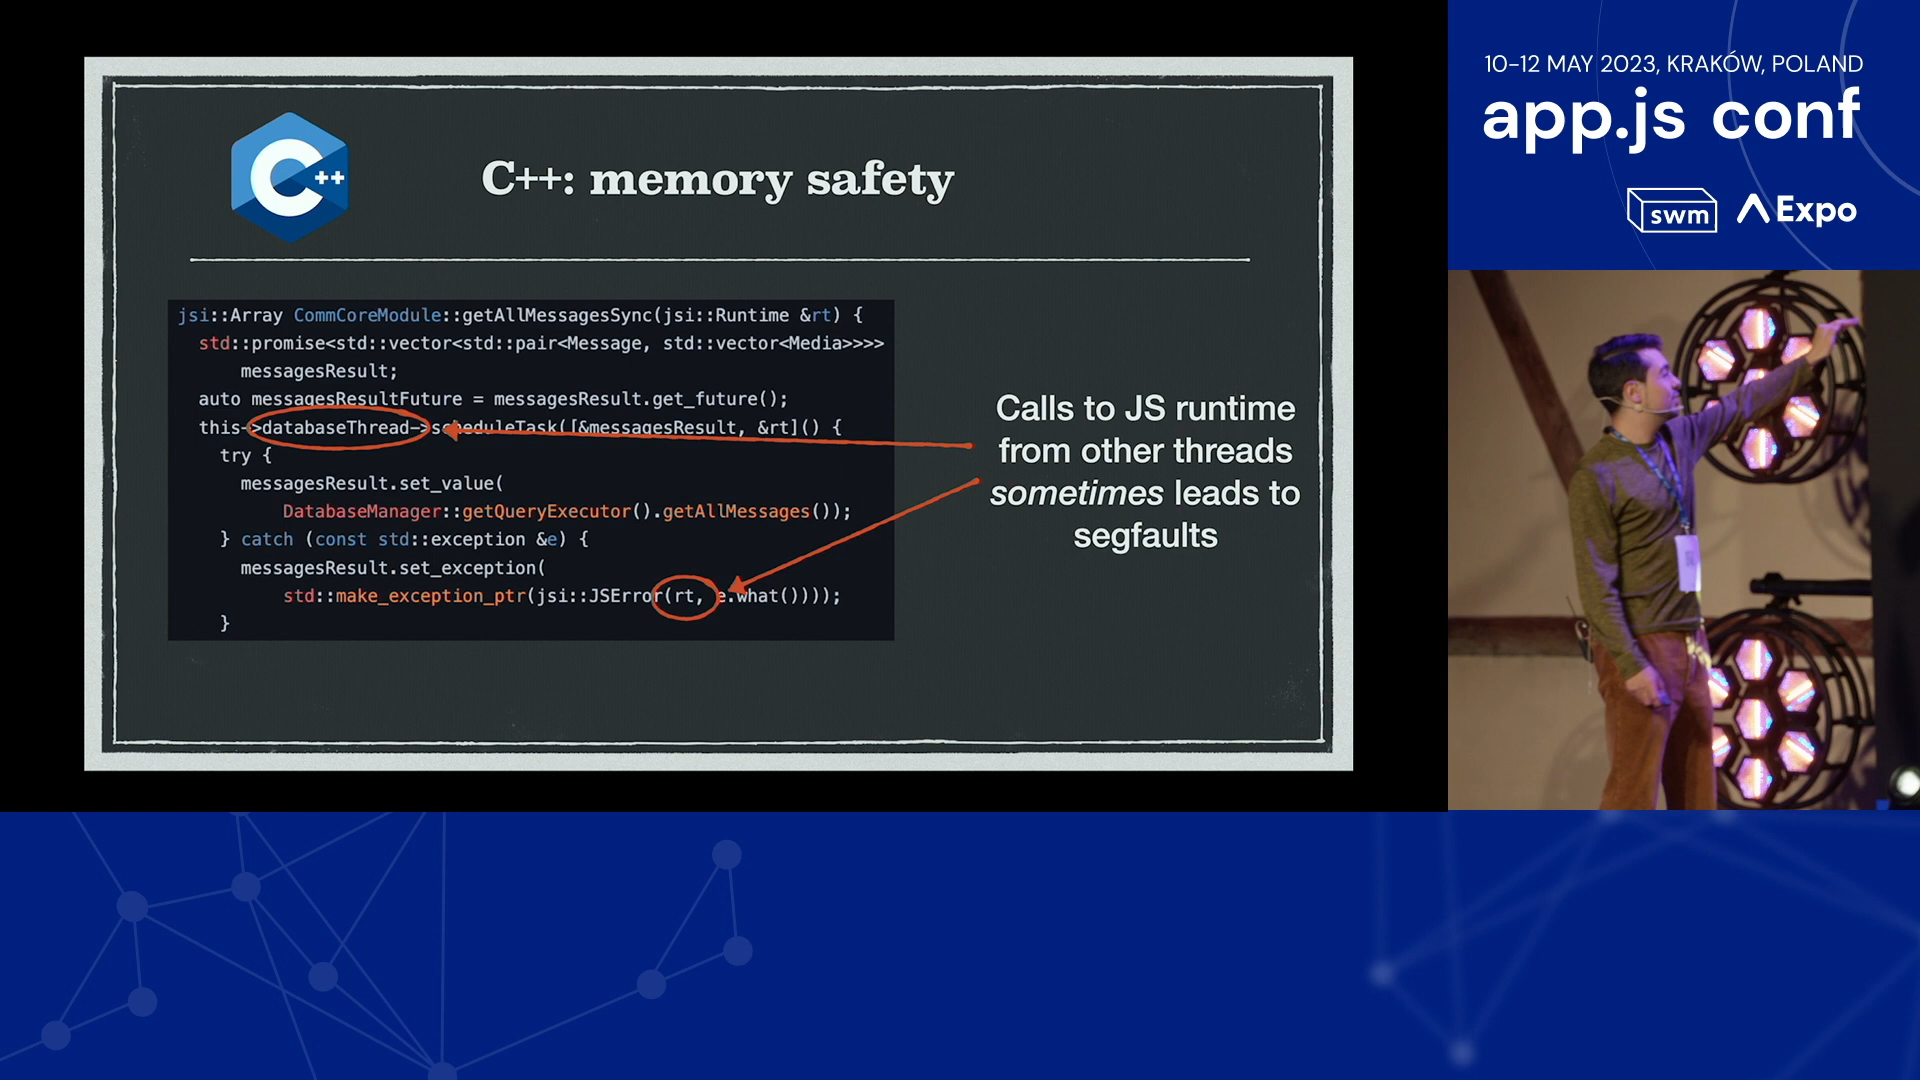 C++
C++: memory safety
jsi::Array CommCoreModule::getAllMessagesSync(jsi::Runtime &rt) {
std::promise<std::vector<std::pair<Message, std::vector<Media>>>>
messagesResult;
auto messagesResultFuture = messagesResult.get_future();
this->databaseThread->scheduleTask([&messagesResult, &rt]() {
try {
messagesResult.set_value(
DatabaseManager::getQueryExecutor().getAllMessages());
} catch (const std::exception &e) {
messagesResult.set_exception(
std::make_exception_ptr(jsi::JSError(rt, e.what())));
}
Calls to JS runtime
from other threads
sometimes leads to
segfaults
10–12 MAY 2023, KRAKÓW, POLAND
app.js conf
swm
Expo